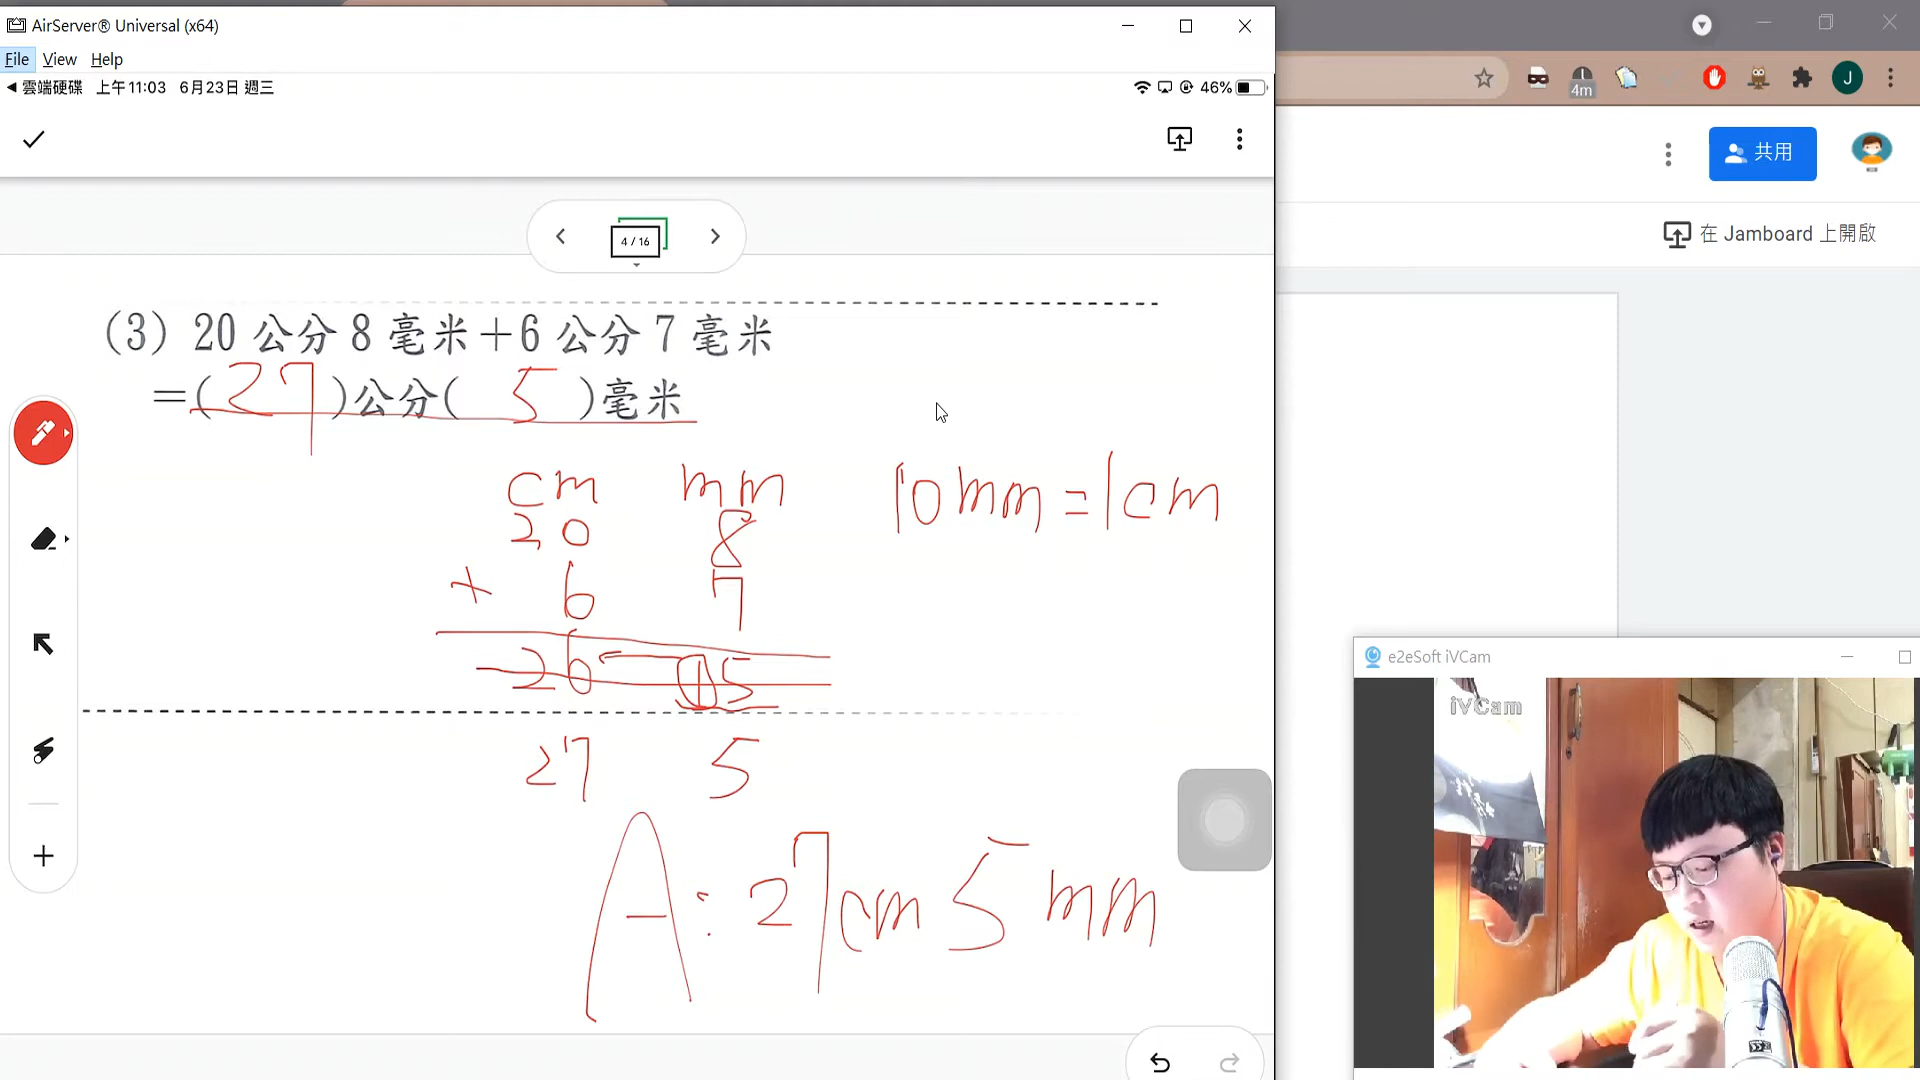 AirServer® Universal (x64)
File View Help
雲端硬碟 上午11:03 6月23日 週三
46%
4m
J
共用
4 / 16
在 Jamboard 上開啟
(3) 20 公分 8 毫米+6 公分 7 毫米
=( 27 )公分( 5 )毫米
cm mm
20 8
+ 6 7
26 15
27 5
10mm=1cm
A: 27cm 5 mm
e2eSoft iVCam
iVCam